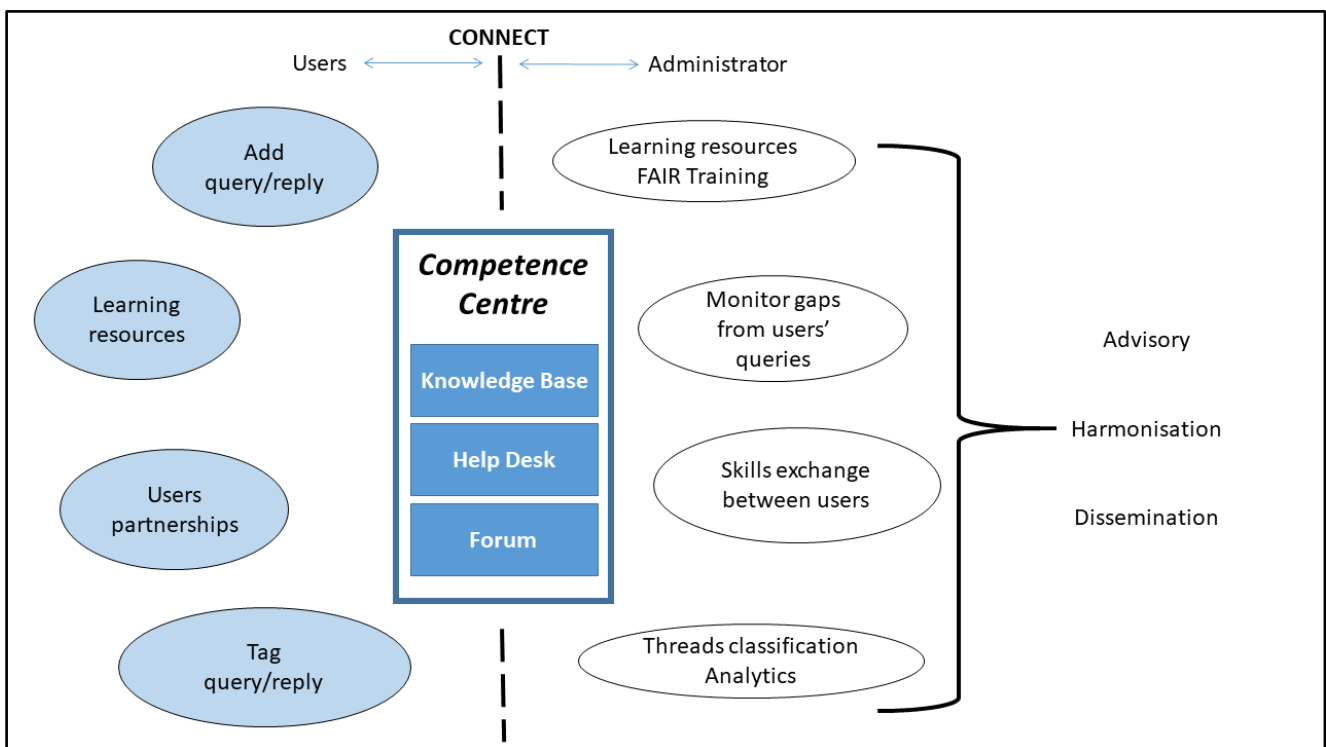 CONNECT
Users
Administrator
Add
query/reply
Learning
resources
Users
partnerships
Tag
query/reply
Competence
Centre
Knowledge Base
Help Desk
Forum
Learning resources
FAIR Training
Monitor gaps
from users’
queries
Skills exchange
between users
Threads classification
Analytics
Advisory
Harmonisation
Dissemination